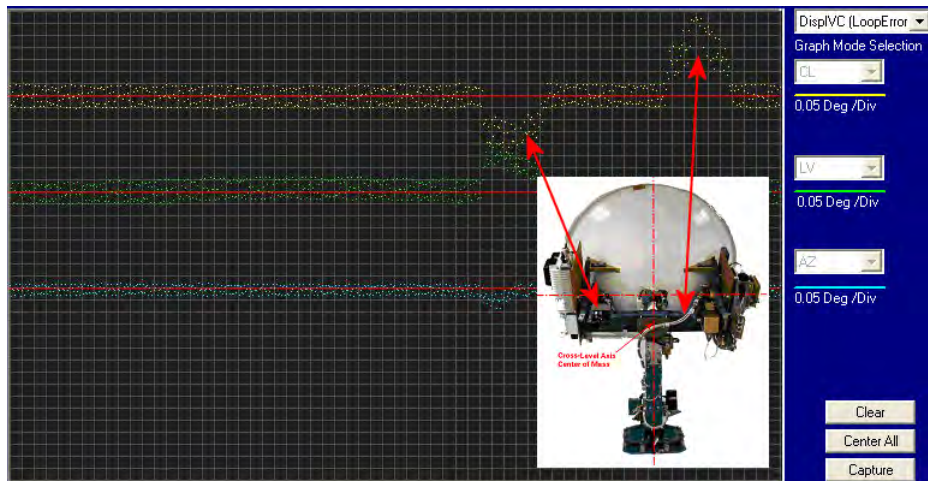 DispIVC (LoopError
Graph Mode Selection
CL
0.05 Deg /Div
LV
0.05 Deg /Div
AZ
0.05 Deg /Div
Cross-Level Axis
Center of Mass
Clear
Center All
Capture